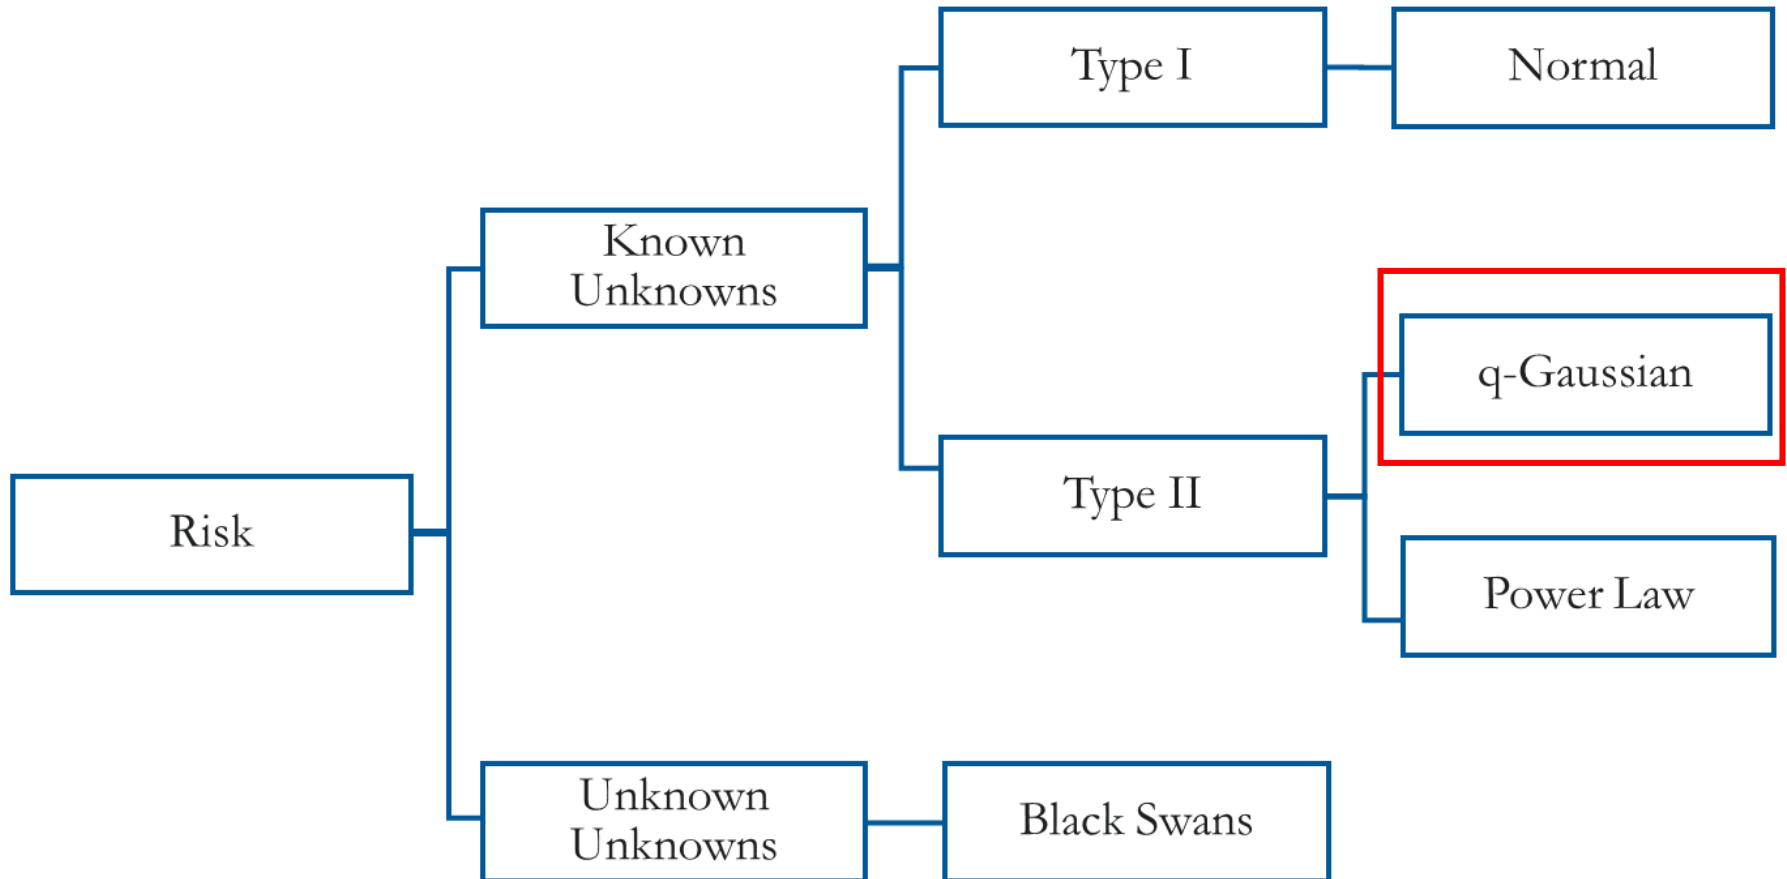 Type I
Normal
Known
Unknowns
q-Gaussian
Type II
Risk
Power Law
Unknown
Unknowns
Black Swans